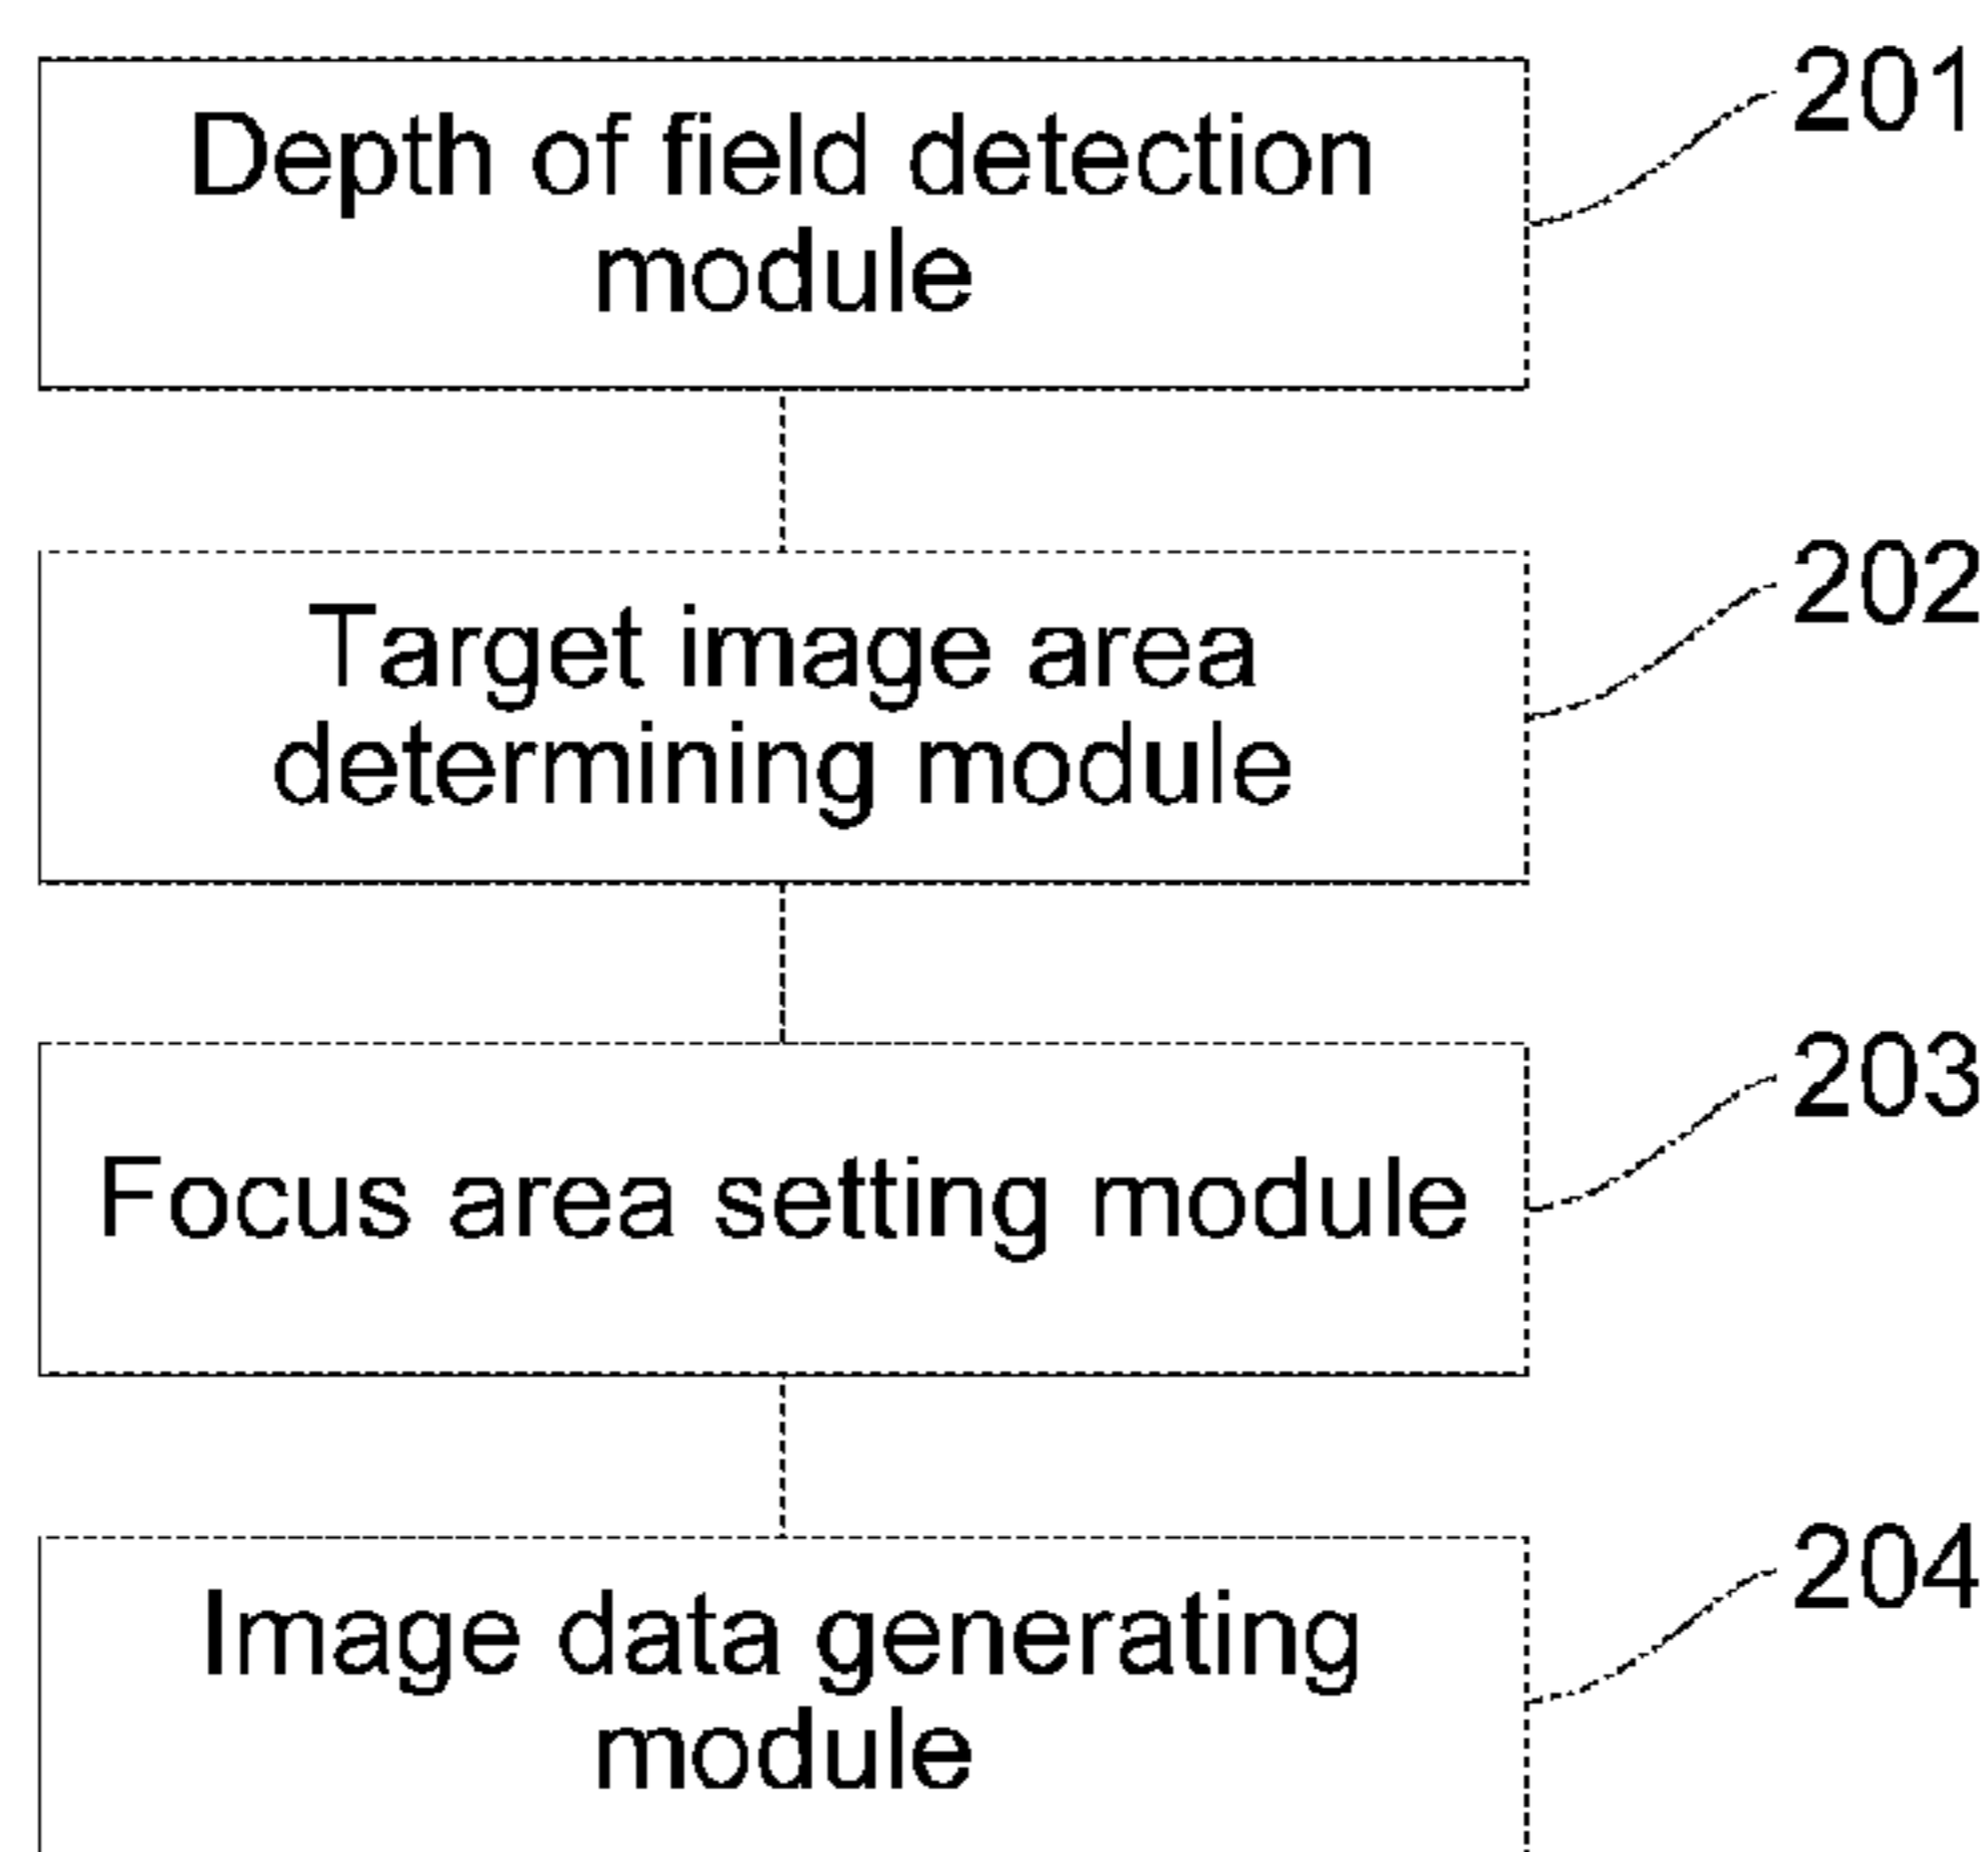 Depth of field detection
module
201
Target image area
determining module
202
Focus area setting module
203
Image data generating
module
204